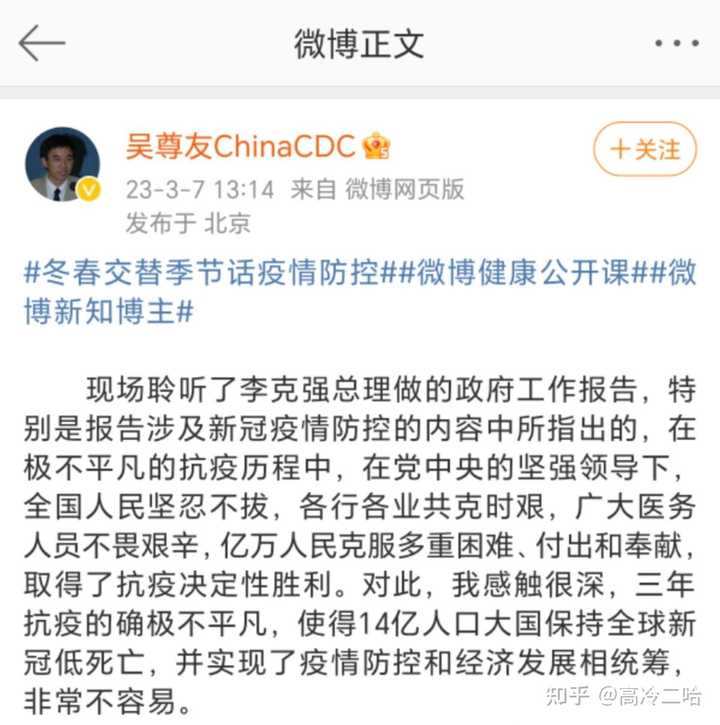 微博正文
吴尊友ChinaCDC
＋关注
23-3-7 13:14 来自 微博网页版
发布于 北京
#冬春交替季节话疫情防控##微博健康公开课##微
博新知博主#
现场聆听了李克强总理做的政府工作报告，特
别是报告涉及新冠疫情防控的内容中所指出的，在
极不平凡的抗疫历程中，在党中央的坚强领导下，
全国人民坚忍不拔，各行各业共克时艰，广大医务
人员不畏艰辛，亿万人民克服多重困难、付出和奉献，
取得了抗疫决定性胜利。对此，我感触很深，三年
抗疫的确极不平凡，使得14亿人口大国保持全球新
冠低死亡，并实现了疫情防控和经济发展相统筹，
非常不容易。
知乎 @高冷二哈